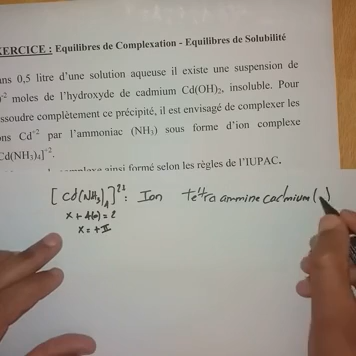 XERCICE : Equilibres de Complexation - Equilibres de Solubilité
ans 0,5 litre d'une solution aqueuse il existe une suspension de
-2 moles de l'hydroxyde de cadmium Cd(OH)2, insoluble. Pour
ssoudre complètement ce précipité, il est envisagé de complexer les
ons Cd+2 par l'ammoniac (NH3) sous forme d'ion complexe
Cd(NH3)4]+2.
ainsi formé selon les règles de l'IUPAC.
[Cd(NH3)4]2+ : Ion Tétra ammine cadmium (
x + 4(0) = 2
x = +II